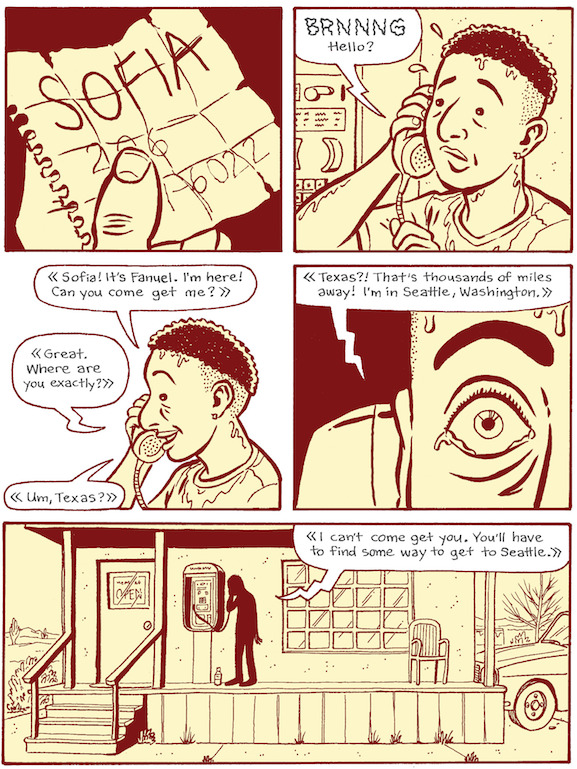 SOFIA
206
6022
BRNNNG
Hello?
« Sofia! It's Fanuel. I'm here!
Can you come get me? »
« Great.
Where are
you exactly?»
« Um, Texas? »
« Texas?! That's thousands of miles
away! I'm in Seattle, Washington. »
OPEN
« I can't come get you. You'll have
to find some way to get to Seattle.»